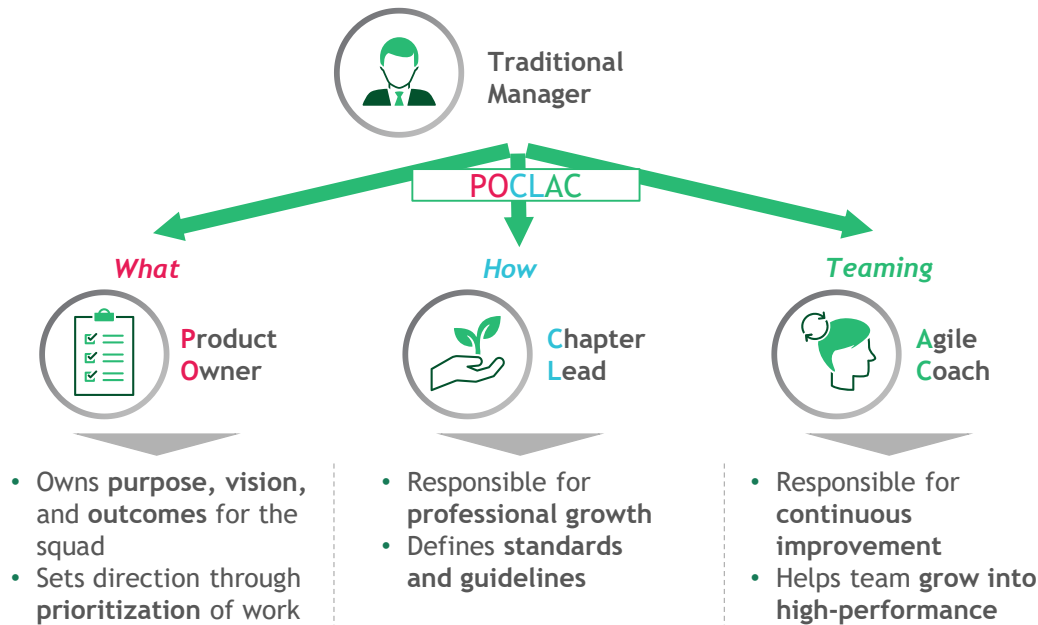 Traditional
Manager
POCLAC
What
Product
Owner
• Owns purpose, vision,
and outcomes for the
squad
• Sets direction through
prioritization of work
How
Chapter
Lead
• Responsible for
professional growth
• Defines standards
and guidelines
Teaming
Agile
Coach
• Responsible for
continuous
improvement
• Helps team grow into
high-performance